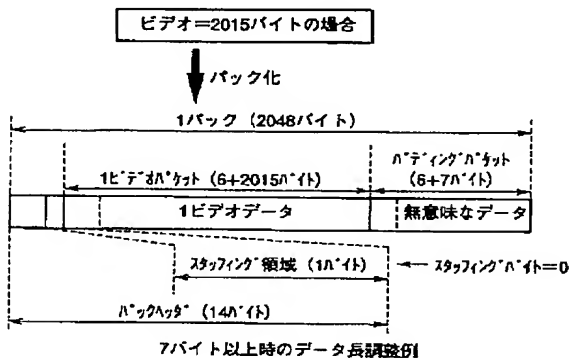 ビデオ=2015バイトの場合
パック化
1パック (2048バイト)
1ビデオパケット (6+2015バイト)
パディングパケット
(6+7バイト)
1ビデオデータ
無意味なデータ
スタッフィング領域 (1バイト)
スタッフィングバイト=0
パックヘッダ (14バイト)
7バイト以上時のデータ長調整例